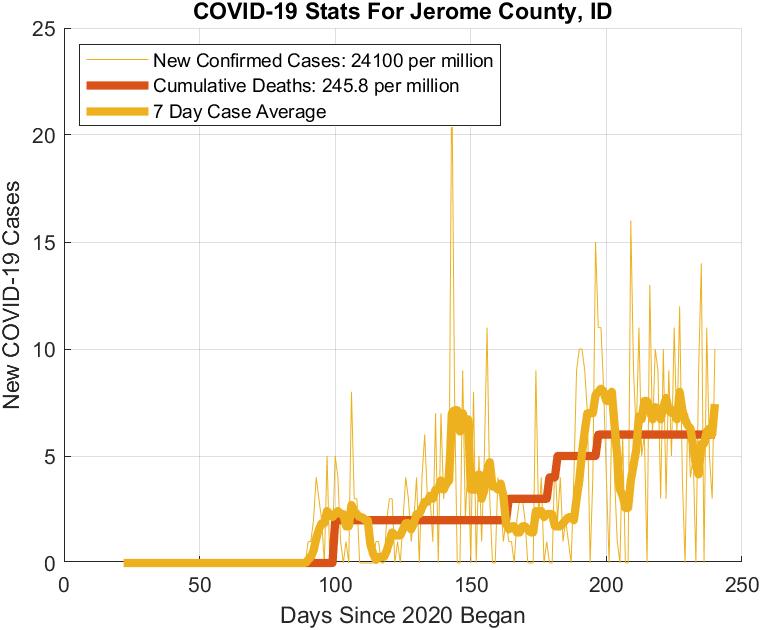 COVID-19 Stats For Jerome County, ID
25
New Confirmed Cases: 24100 per million
Cumulative Deaths: 245.8 per million
7 Day Case Average
20
15
10
5
0
New COVID-19 Cases
0 50 100 150 200 250
Days Since 2020 Began